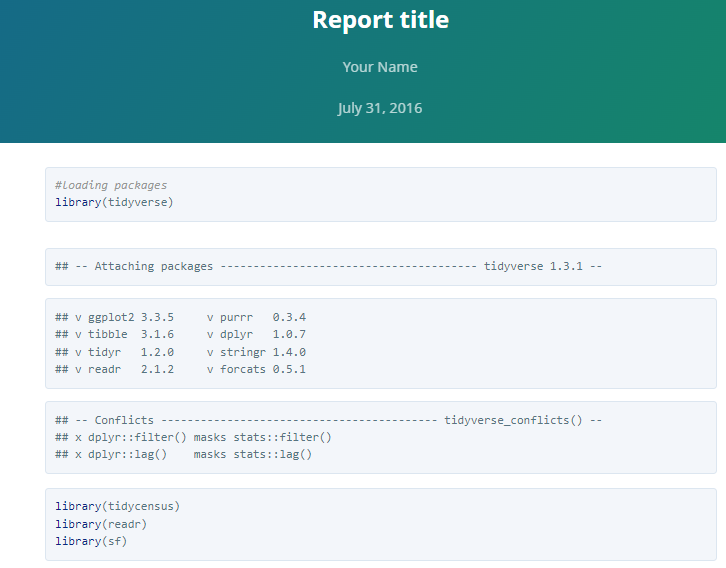 Report title
Your Name
July 31, 2016
#loading packages
library(tidyverse)
## -- Attaching packages --------------------------------------- tidyverse 1.3.1 --
## v ggplot2 3.3.5     v purrr   0.3.4
## v tibble  3.1.6     v dplyr   1.0.7
## v tidyr   1.2.0     v stringr 1.4.0
## v readr   2.1.2     v forcats 0.5.1
## -- Conflicts ------------------------------------------ tidyverse_conflicts() --
## x dplyr::filter() masks stats::filter()
## x dplyr::lag()    masks stats::lag()
library(tidycensus)
library(readr)
library(sf)